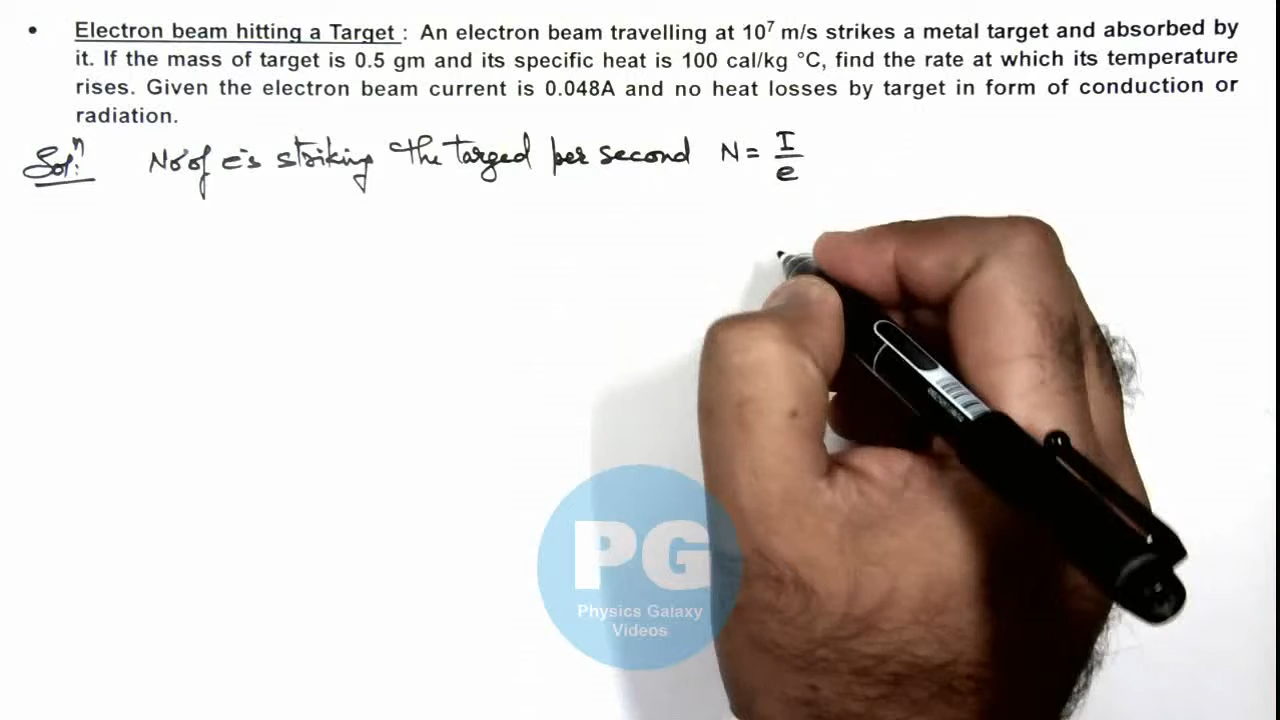 • Electron beam hitting a Target : An electron beam travelling at 10⁷ m/s strikes a metal target and absorbed by
it. If the mass of target is 0.5 gm and its specific heat is 100 cal/kg °C, find the rate at which its temperature
rises. Given the electron beam current is 0.048A and no heat losses by target in form of conduction or
radiation.
Solⁿ: No of e⁻s striking the targed per second N = I/e
PG
Physics Galaxy
Videos